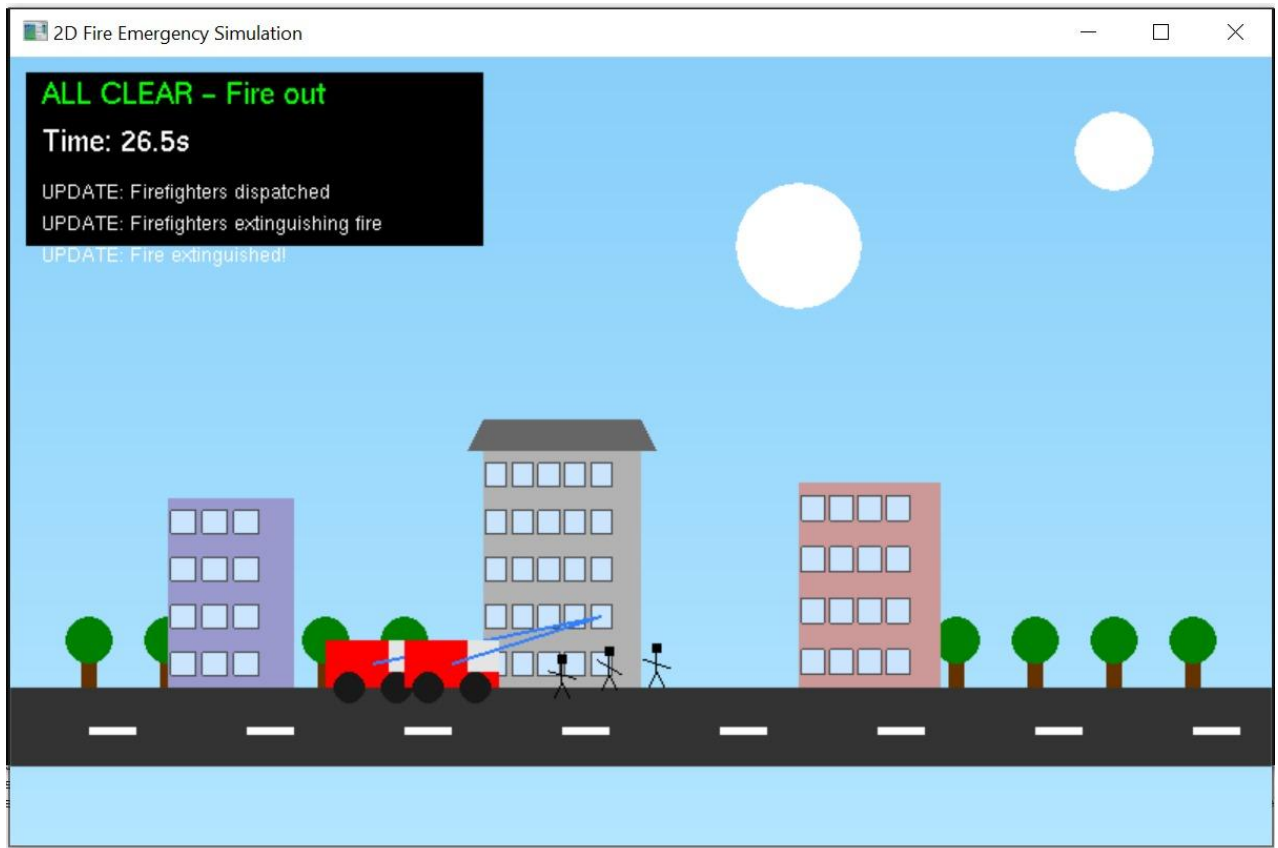 2D Fire Emergency Simulation
ALL CLEAR – Fire out
Time: 26.5s
UPDATE: Firefighters dispatched
UPDATE: Firefighters extinguishing fire
UPDATE: Fire extinguished!